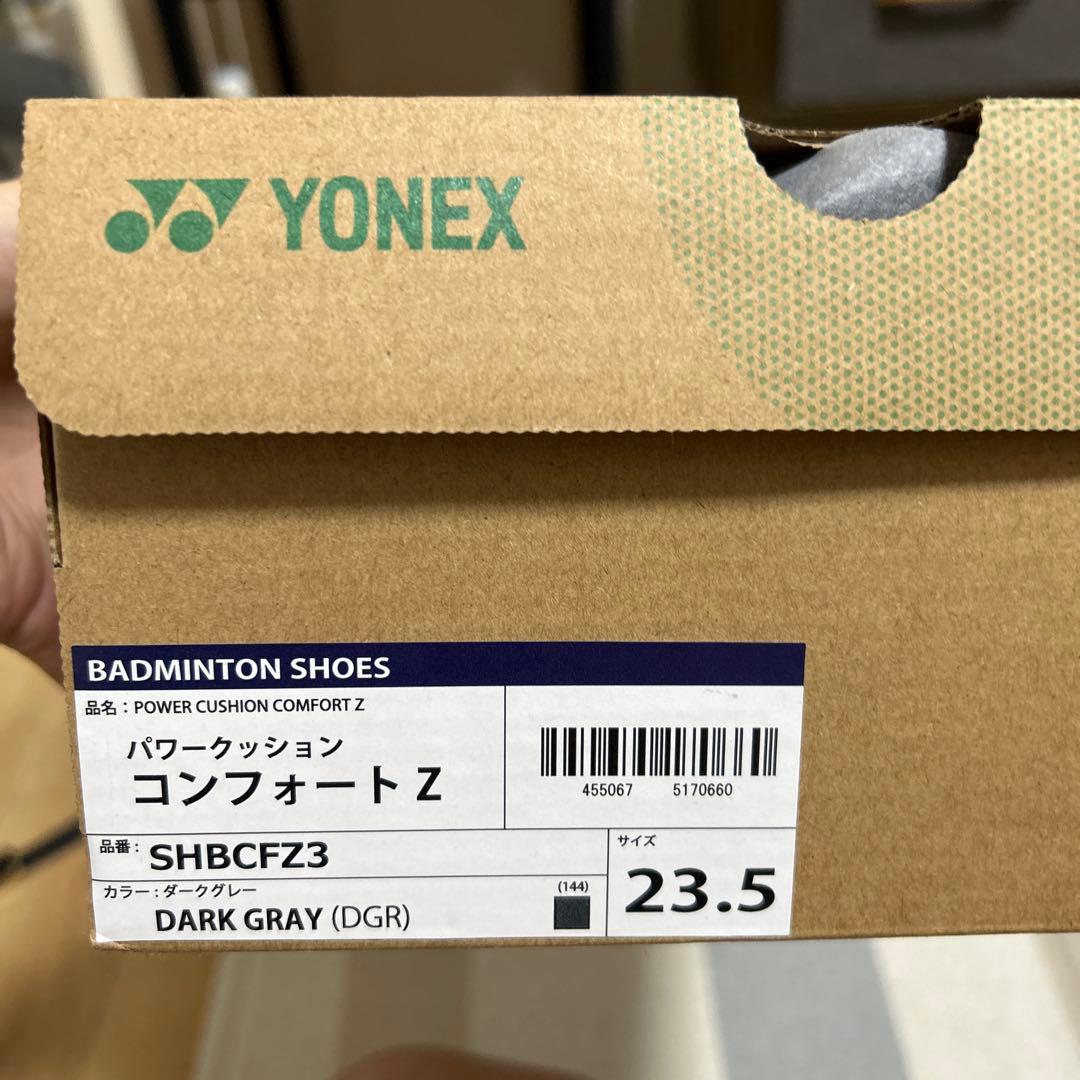 YONEX
BADMINTON SHOES
品名：POWER CUSHION COMFORT Z
パワークッション
コンフォート Z
455067 5170660
品番：SHBCFZ3
サイズ
23.5
カラー：ダークグレー
(144)
DARK GRAY (DGR)